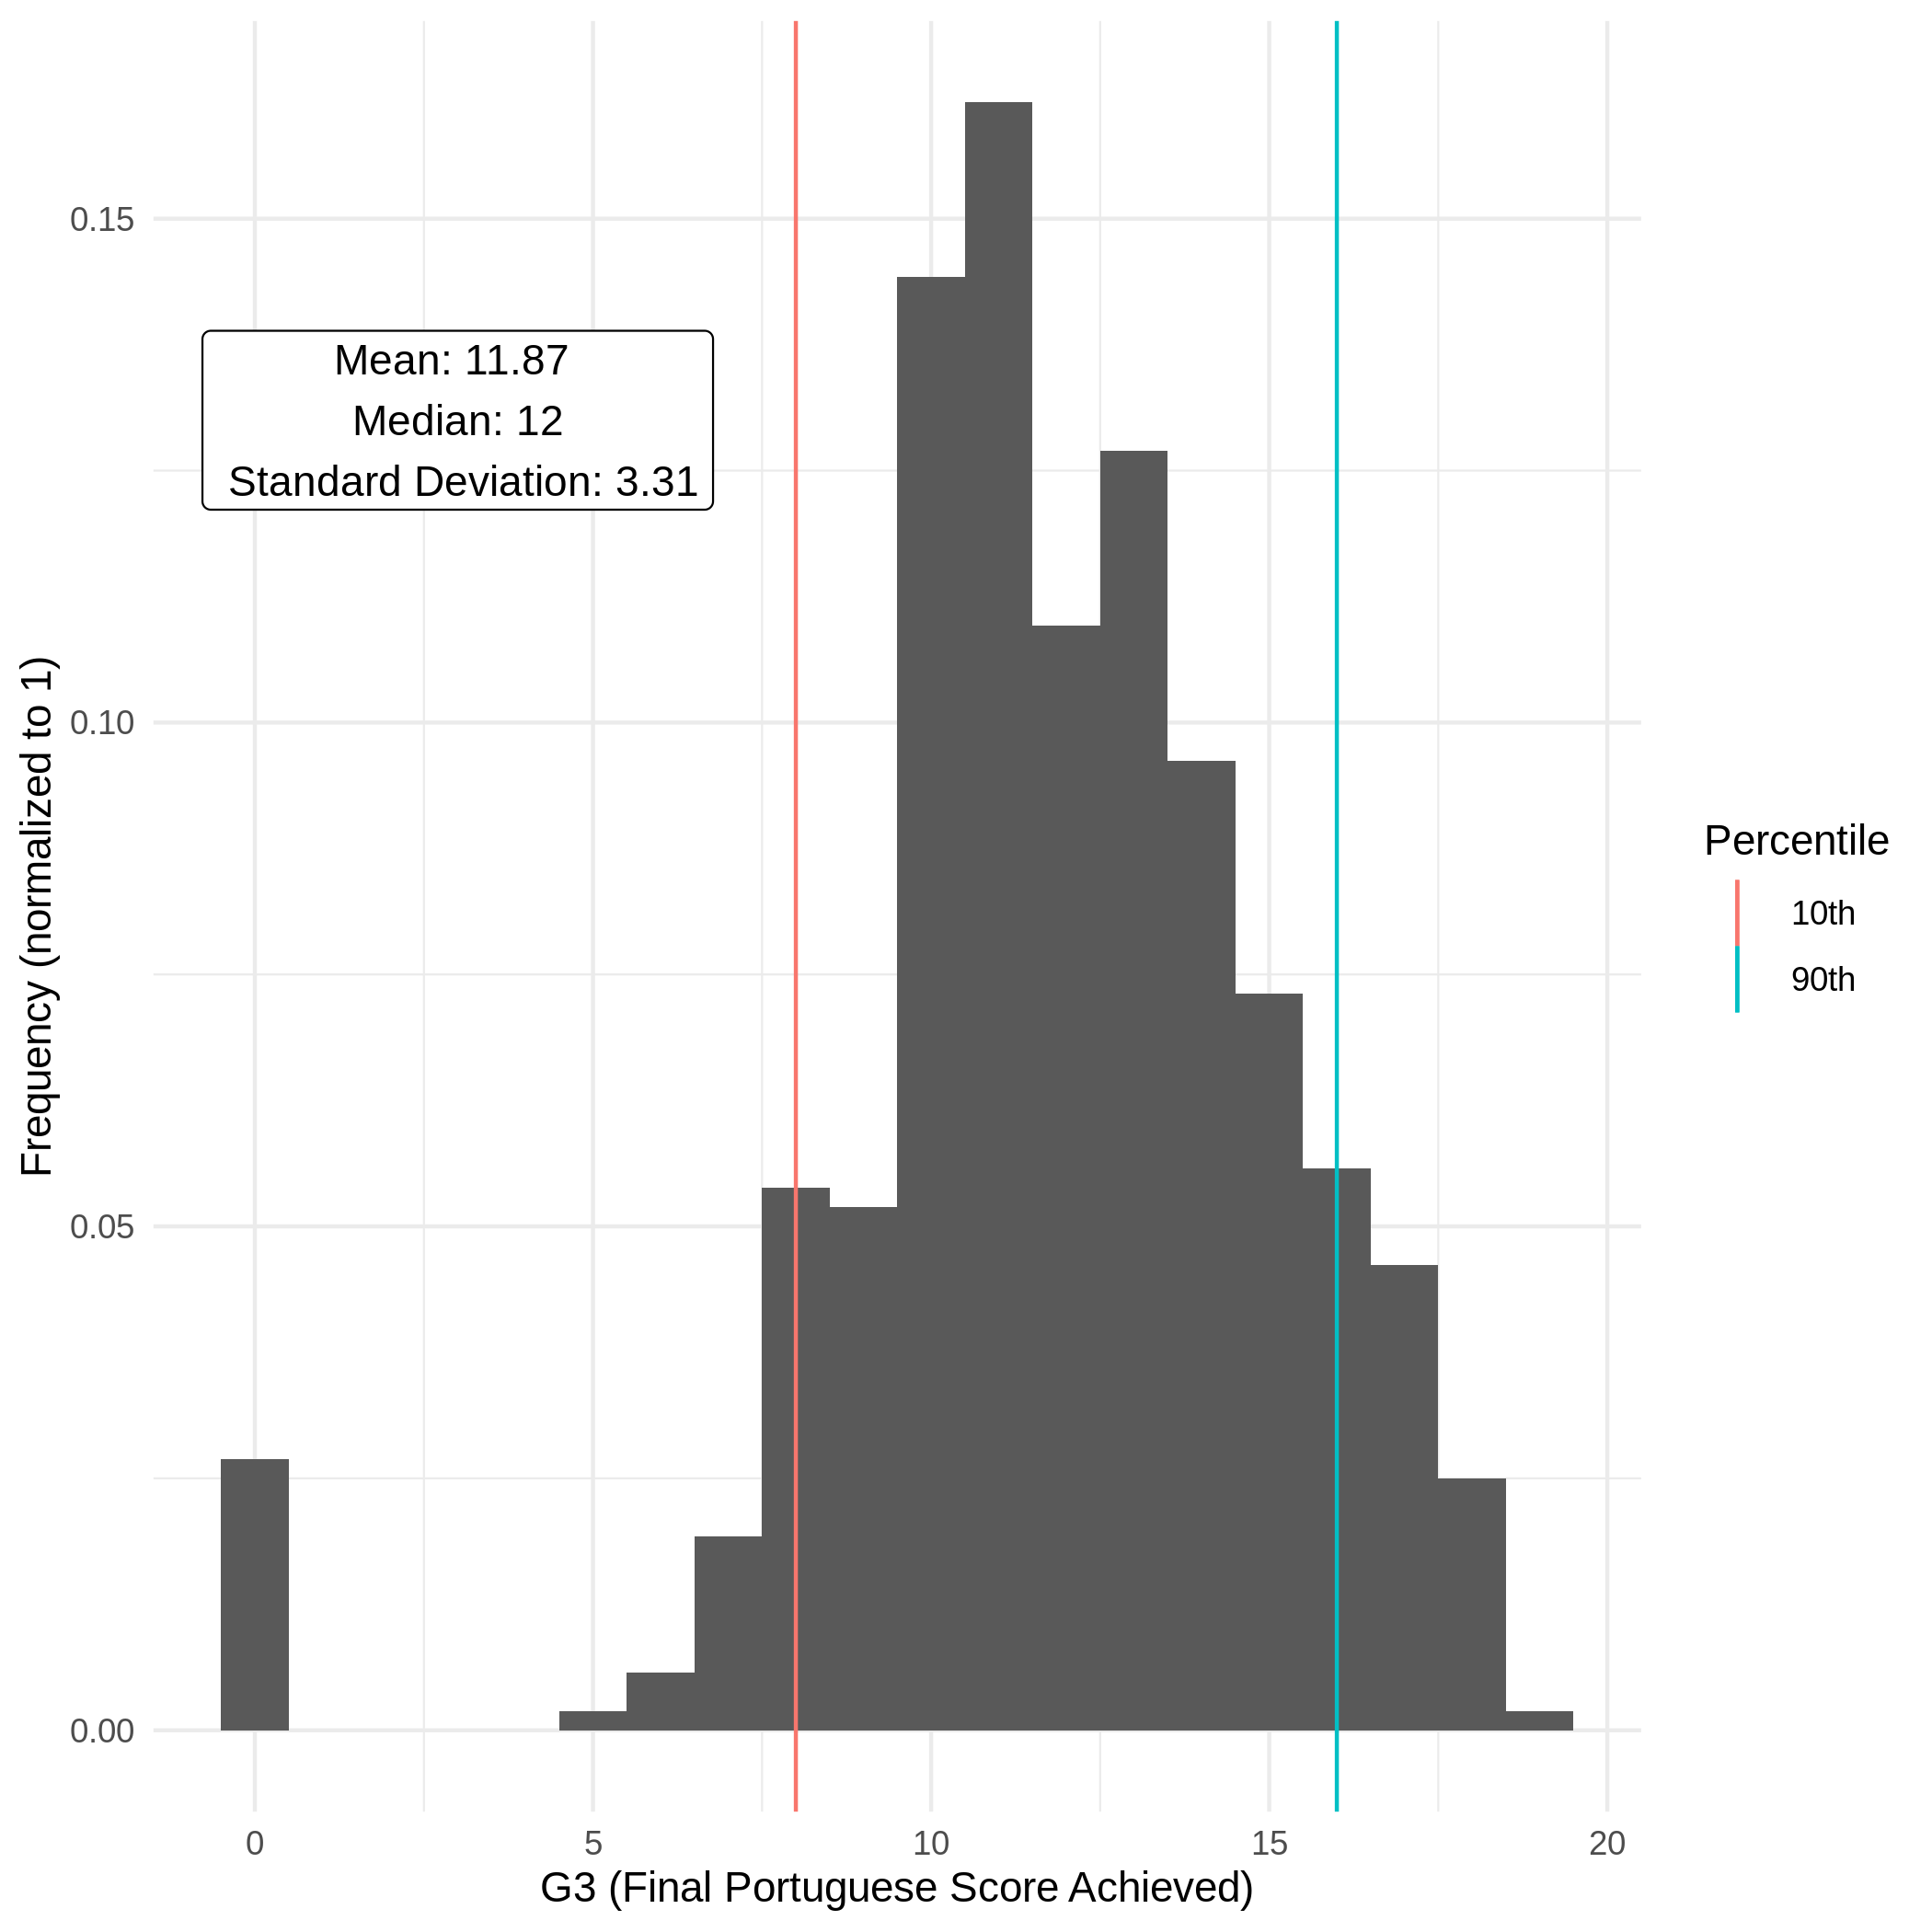 0.15
0.10
0.05
0.00
Frequency (normalized to 1)
Mean: 11.87
Median: 12
Standard Deviation: 3.31
0 5 10 15 20
G3 (Final Portuguese Score Achieved)
Percentile
10th
90th